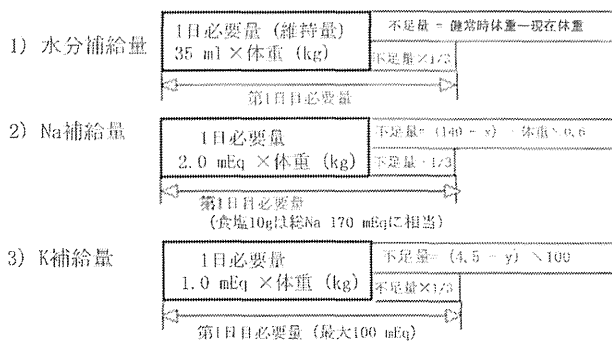 1日必要量 (維持量)
不足量 = 健常時体重ー現在体重
1) 水分補給量
35 ml ×体重 (kg)
不足量×1/3
第1日目必要量
2) Na補給量
1日必要量
不足量= (140 - x) · 体重×0.6
2.0 mEq ×体重 (kg)
不足量 · 1/3
第1日目必要量
(食塩10gは総Na 170 mEqに相当)
3) K補給量
1日必要量
不足量= (4.5 - y) ×100
1.0 mEq ×体重 (kg)
不足量×1/3
第1日目必要量 (最大100 mEq)